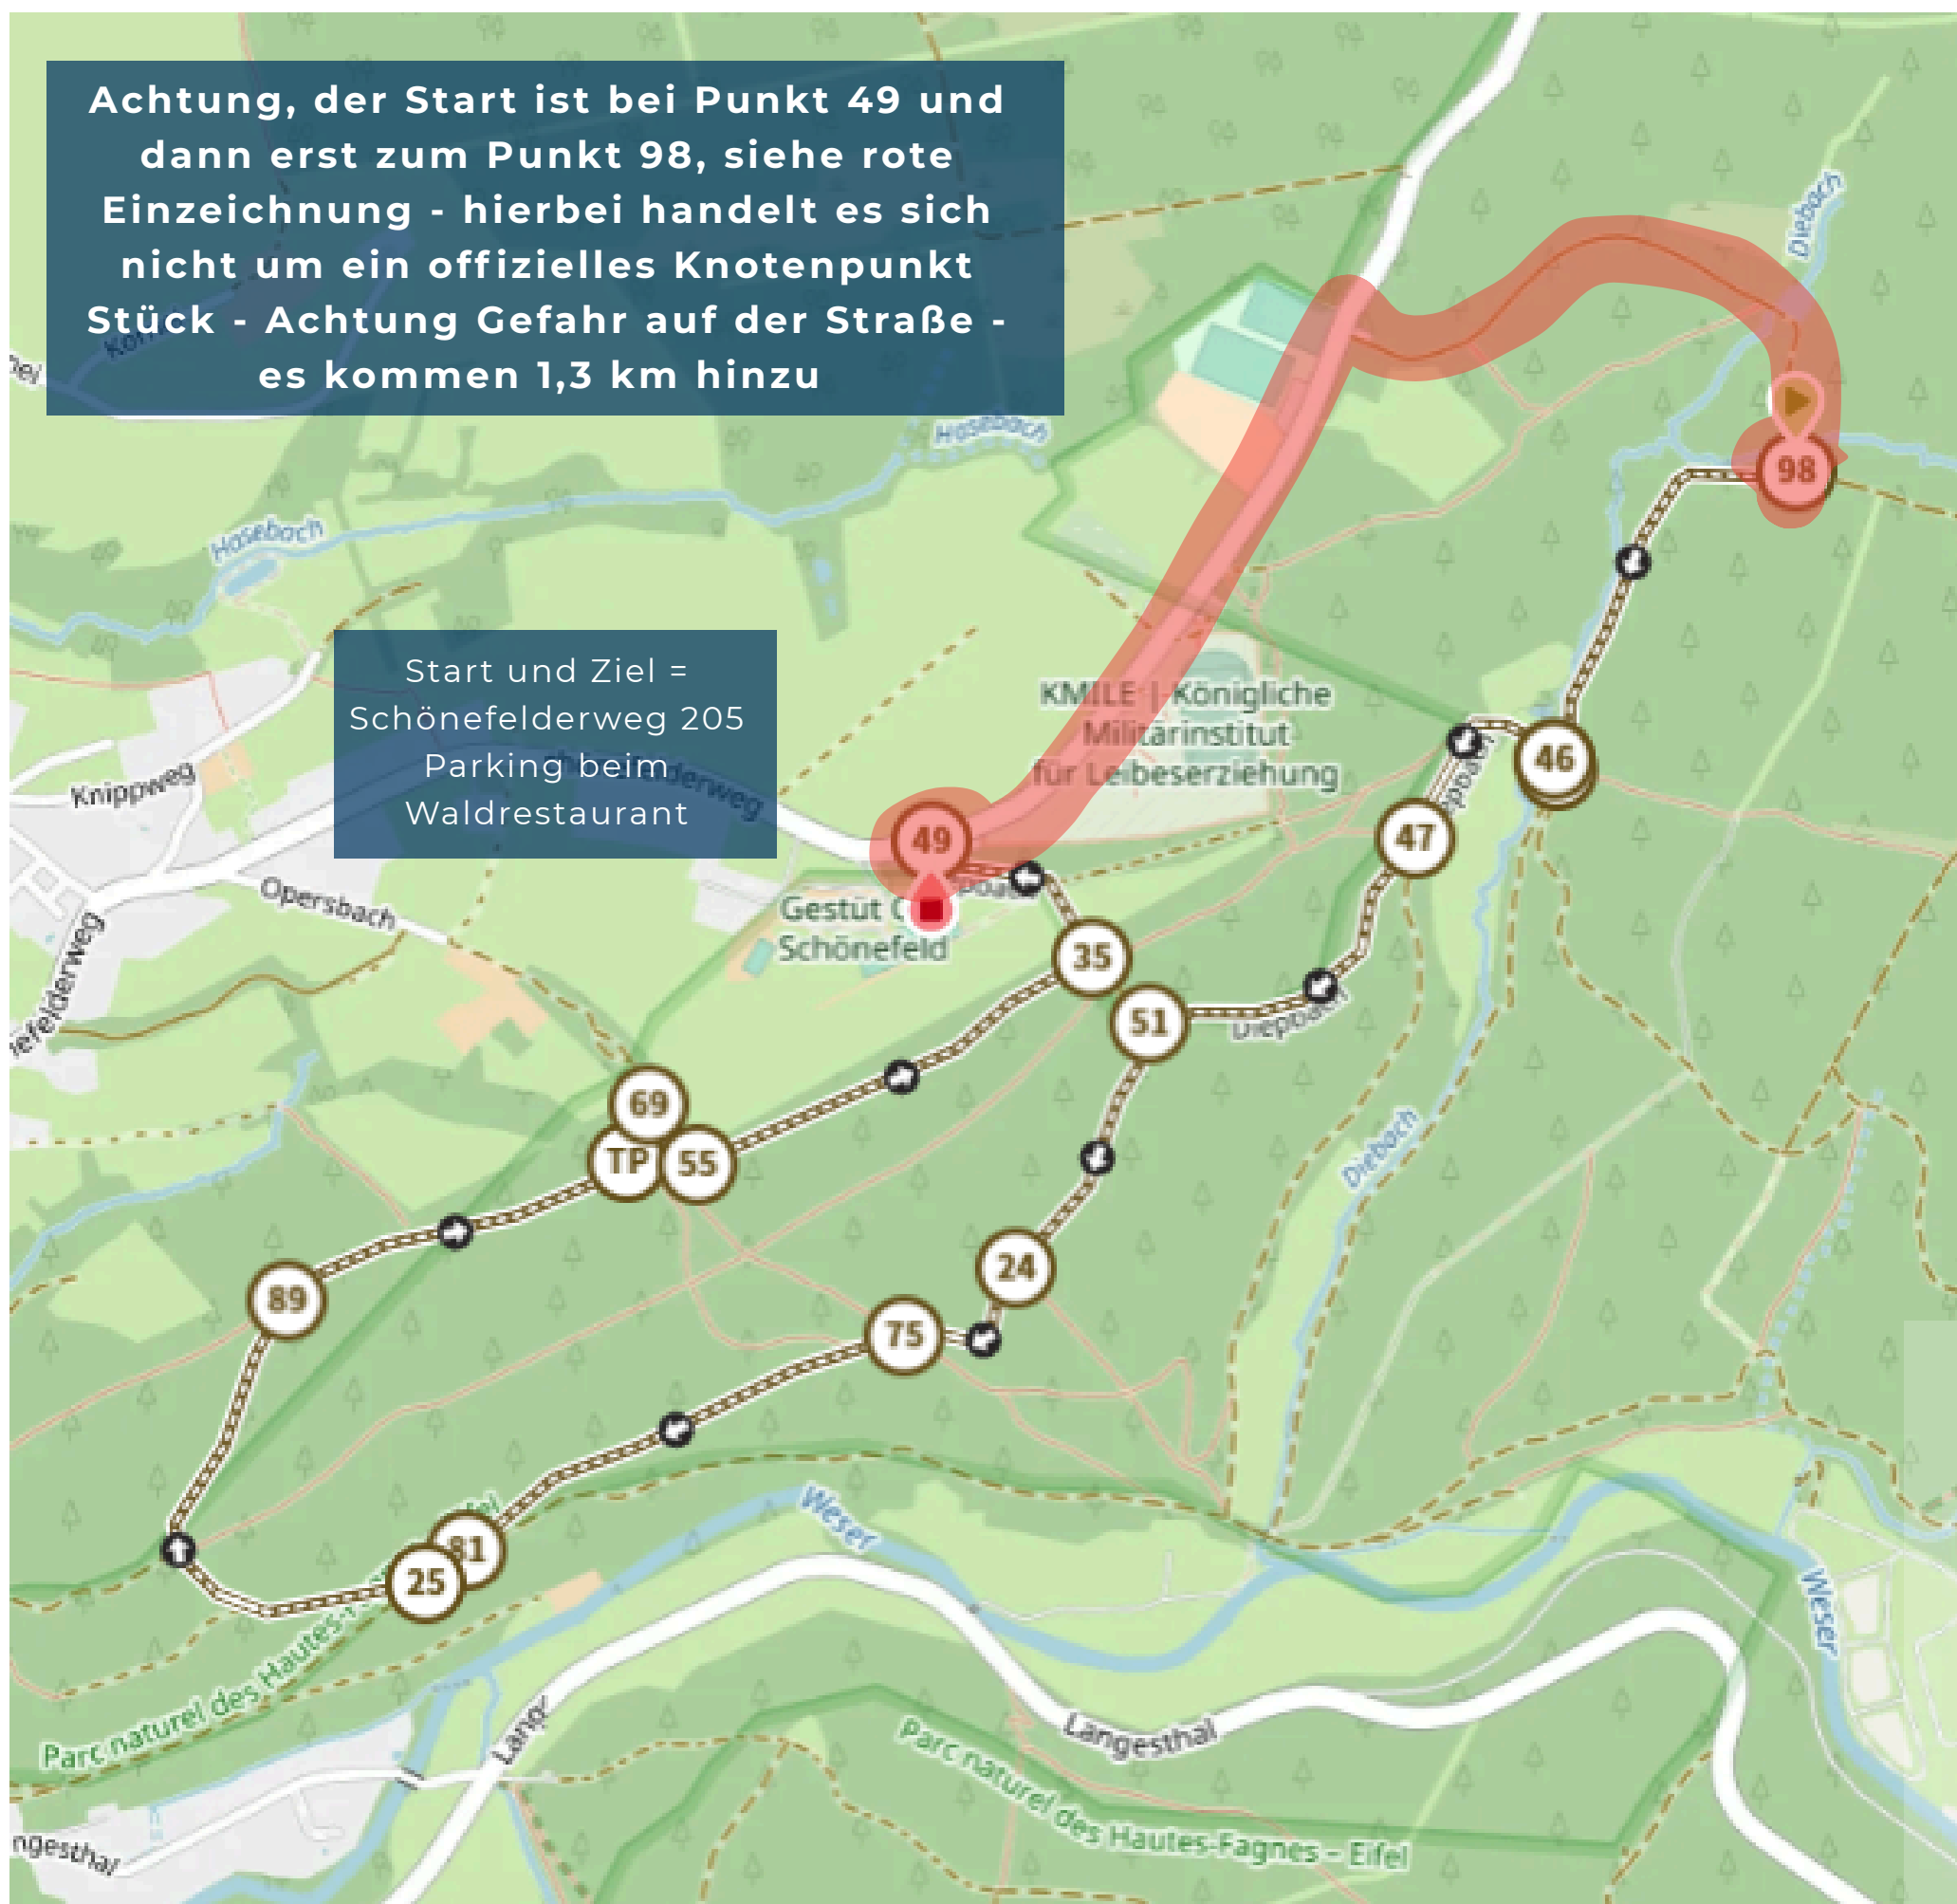 Achtung, der Start ist bei Punkt 49 und
dann erst zum Punkt 98, siehe rote
Einzeichnung - hierbei handelt es sich
nicht um ein offizielles Knotenpunkt
Stück - Achtung Gefahr auf der Straße -
es kommen 1,3 km hinzu
Diebach
Hasebach
98
Hasebach
Start und Ziel =
Schönefelderweg 205
Parking beim
Waldrestaurant
KMILE | Königliche
Militärinstitut
für Leibeserziehung
Knippweg
46
49
47
Opersbach
Gestüt
Schönefeld
35
51
69
TP
55
Diebach
24
89
75
Weser
81
25
Weser
Parc naturel des Hautes-
Langesthal
Parc naturel des Hautes-Fagnes – Eifel